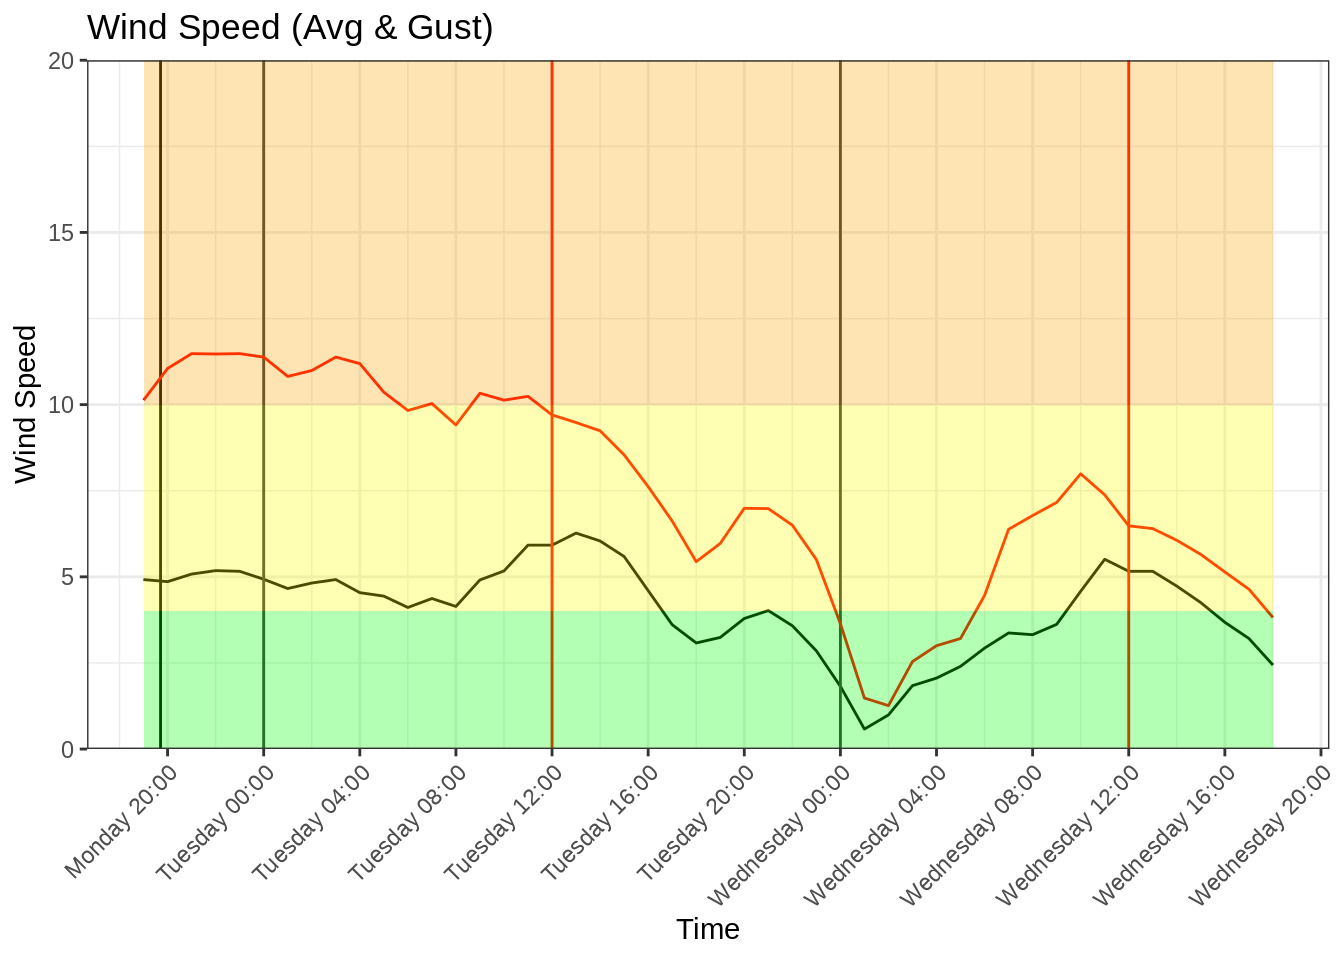 Wind Speed (Avg & Gust)
20
15
10
5
0
Wind Speed
Monday 20:00
Tuesday 00:00
Tuesday 04:00
Tuesday 08:00
Tuesday 12:00
Tuesday 16:00
Tuesday 20:00
Wednesday 00:00
Wednesday 04:00
Wednesday 08:00
Wednesday 12:00
Wednesday 16:00
Wednesday 20:00
Time